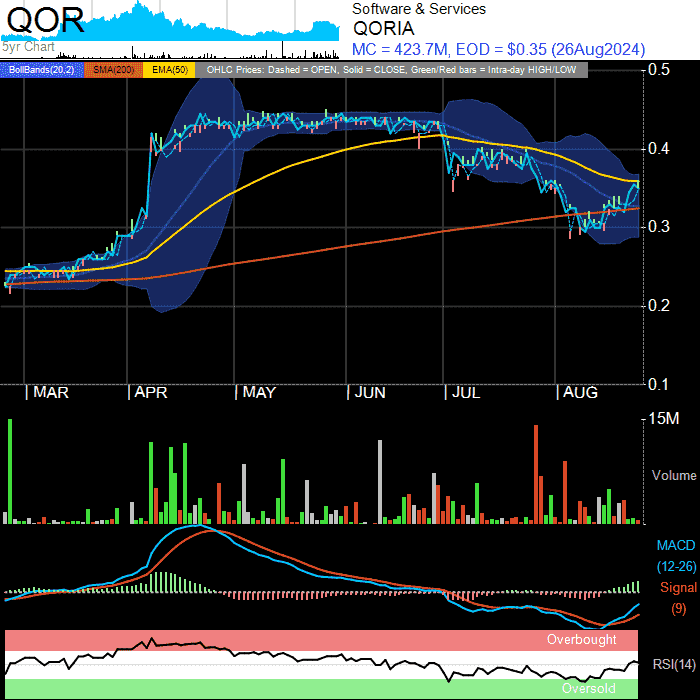 QOR
5yr Chart
Software & Services
QORIA
MC = 423.7M, EOD = $0.35 (26Aug2024)
BollBands(20,2) SMA(200) EMA(50) OHLC Prices: Dashed = OPEN, Solid = CLOSE, Green/Red bars = Intra-day HIGH/LOW
0.5
0.4
0.3
0.2
0.1
MAR APR MAY JUN JUL AUG
15M
Volume
MACD
(12-26)
Signal
(9)
Overbought
RSI(14)
Oversold